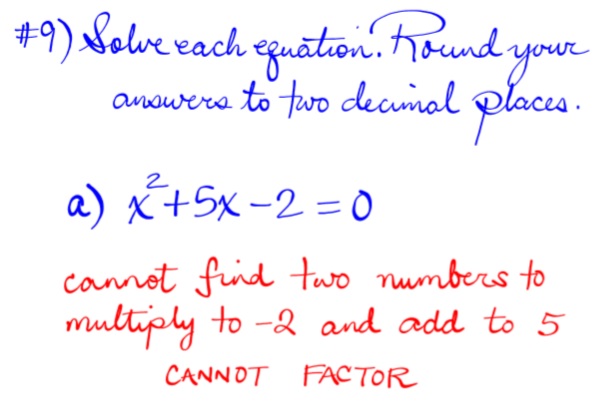 #9) Solve each equation. Round your
answers to two decimal places.
a) x²+5x-2=0
cannot find two numbers to
multiply to -2 and add to 5
CANNOT FACTOR